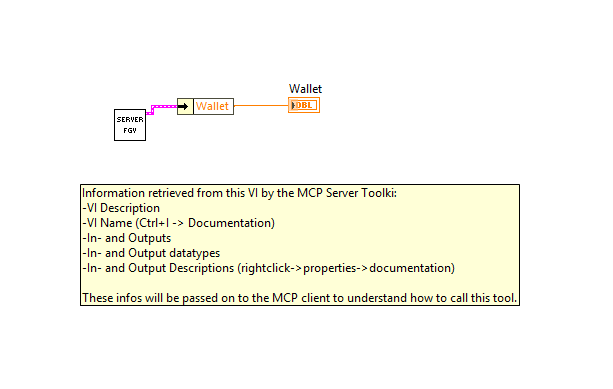 Wallet
Wallet
DBL
SERVER
FGV
Information retrieved from this VI by the MCP Server Toolki:
-VI Description
-VI Name (Ctrl+I -> Documentation)
-In- and Outputs
-In- and Output datatypes
-In- and Output Descriptions (rightclick->properties->documentation)
These infos will be passed on to the MCP client to understand how to call this tool.